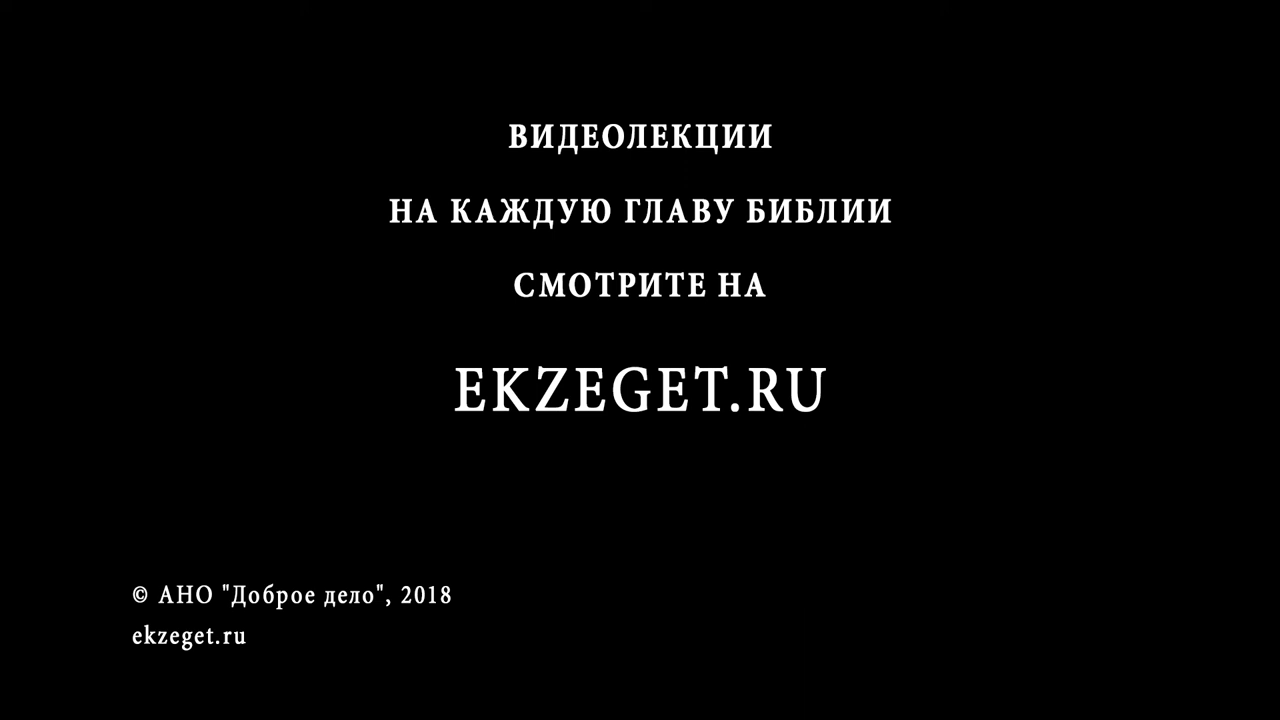 ВИДЕОЛЕКЦИИ
НА КАЖДУЮ ГЛАВУ БИБЛИИ
СМОТРИТЕ НА
EKZEGET.RU
© АНО "Доброе дело", 2018
ekzeget.ru